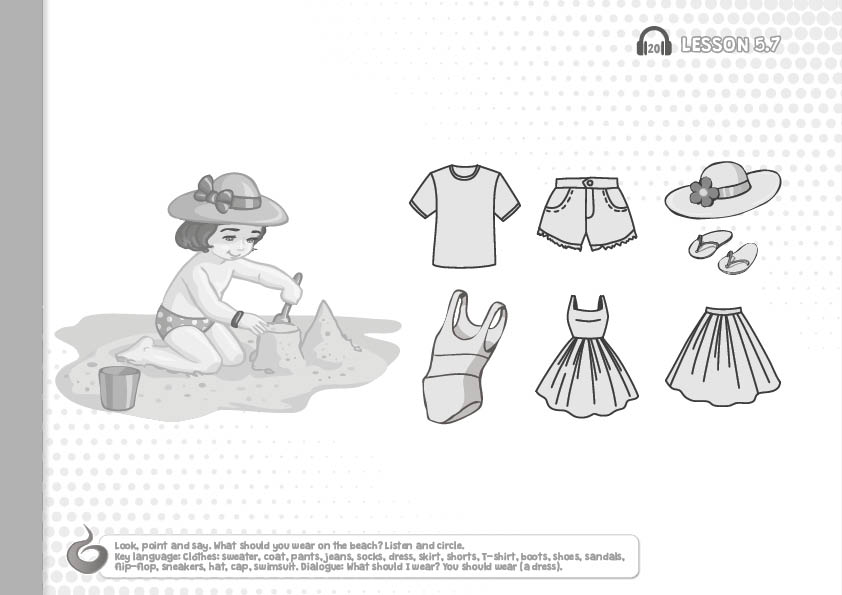 20 LESSON 5.7
Look, point and say. What should you wear on the beach? Listen and circle.
Key language: Clothes: sweater, coat, pants, jeans, socks, dress, skirt, shorts, T-shirt, boots, shoes, sandals,
flip-flop, sneakers, hat, cap, swimsuit. Dialogue: What should I wear? You should wear (a dress).